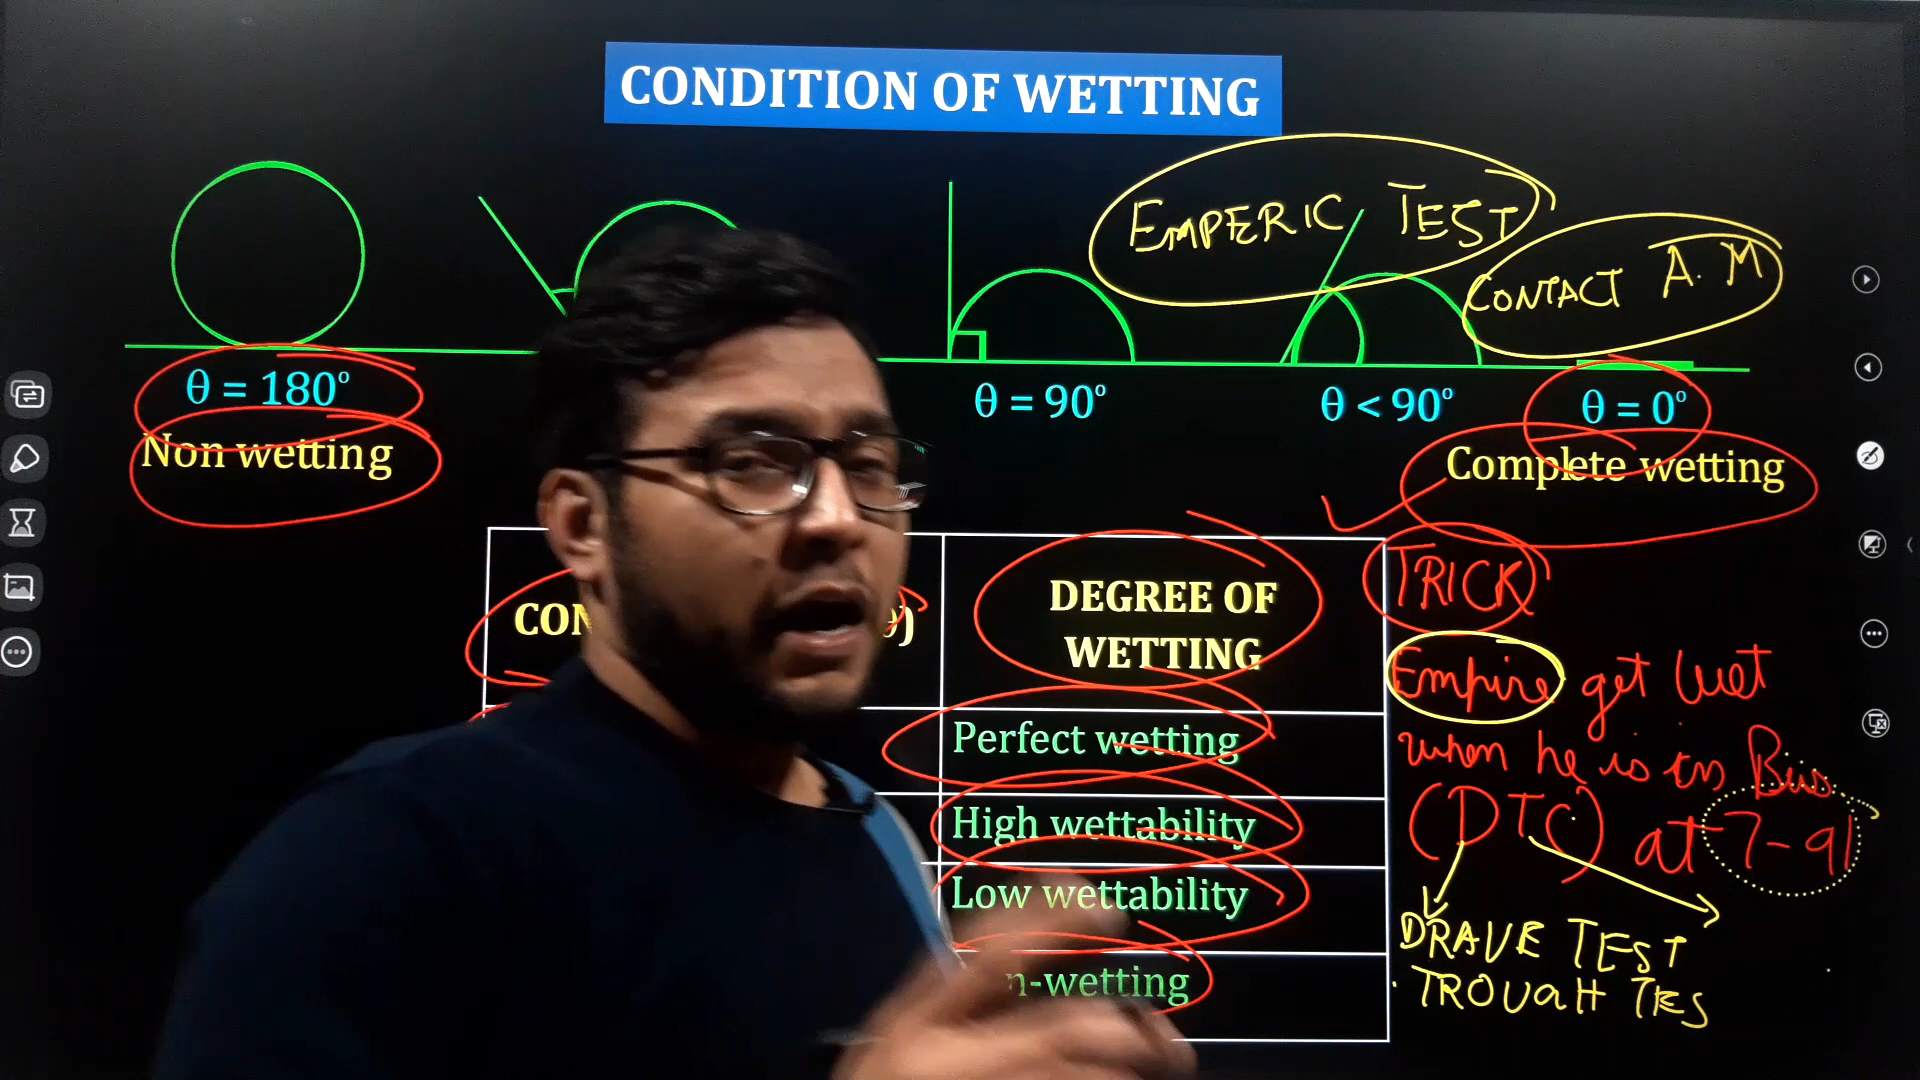 CONDITION OF WETTING
EMPERIC TEST
CONTACT A.M
θ = 180°
θ = 90°
θ < 90°
θ = 0°
Non wetting
Complete wetting
TRICK
DEGREE OF
WETTING
Empire get wet
when he is in Bus
(DTC) at 7-91
Perfect wetting
High wettability
Low wettability
n-wetting
DRAVE TEST
TROUGH TES